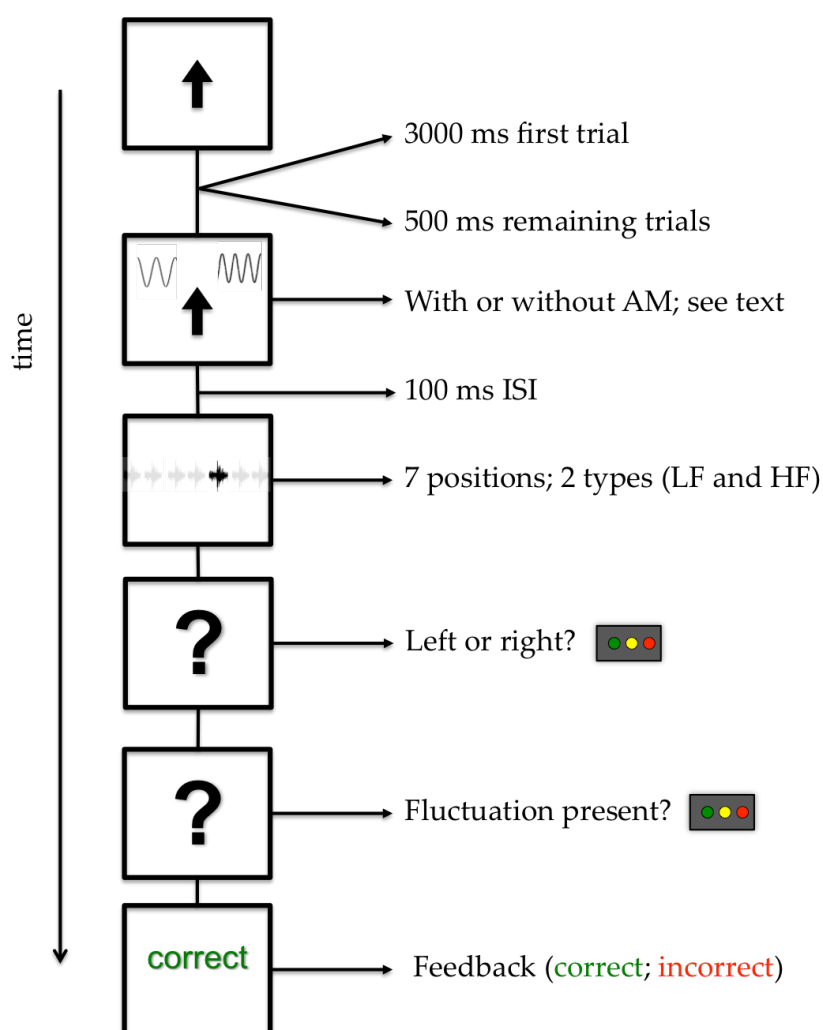 3000 ms first trial
500 ms remaining trials
With or without AM; see text
time
100 ms ISI
7 positions; 2 types (LF and HF)
?
Left or right?
?
Fluctuation present?
correct
Feedback (correct; incorrect)